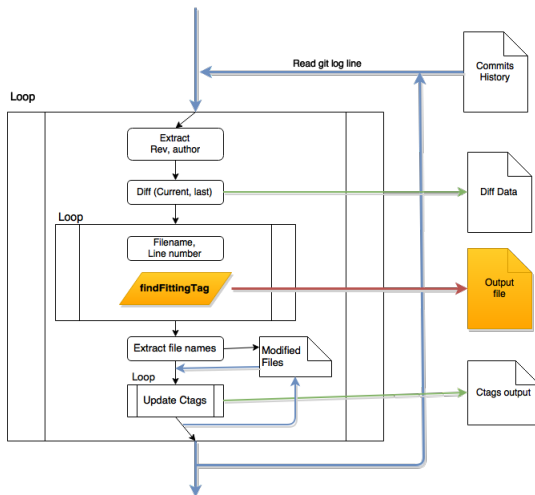 Read git log line
Commits
History
Loop
Extract
Rev, author
Diff (Current, last)
Diff Data
Loop
Filename,
Line number
findFittingTag
Output
file
Extract file names
Modified
Files
Loop
Update Ctags
Ctags output